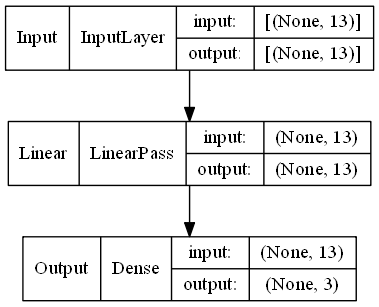 Input InputLayer input: [(None, 13)]
output: [(None, 13)]
Linear LinearPass input: (None, 13)
output: (None, 13)
Output Dense input: (None, 13)
output: (None, 3)